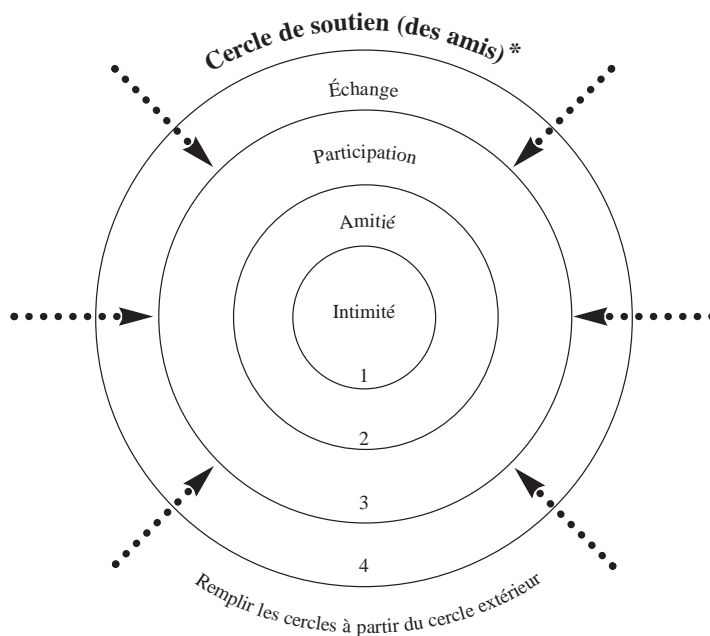 Cercle de soutien (des amis) *
Échange
Participation
Amitié
Intimité
1
2
3
4
Remplir les cercles à partir du cercle extérieur